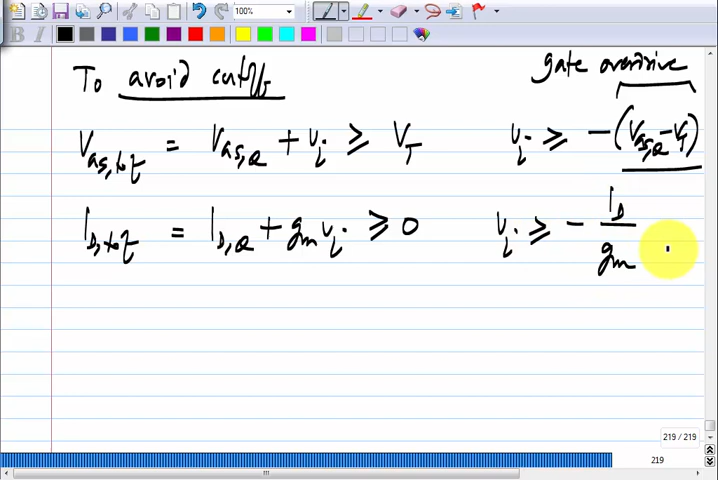 100%
B I
To avoid cutoff
gate overdrive
V_GS,tot = V_GS,Q + v_i ≥ V_T    v_i ≥ -(V_GS,Q - V_T)
I_D,tot = I_D,Q + g_m v_i ≥ 0    v_i ≥ - I_D / g_m
219 / 219
219